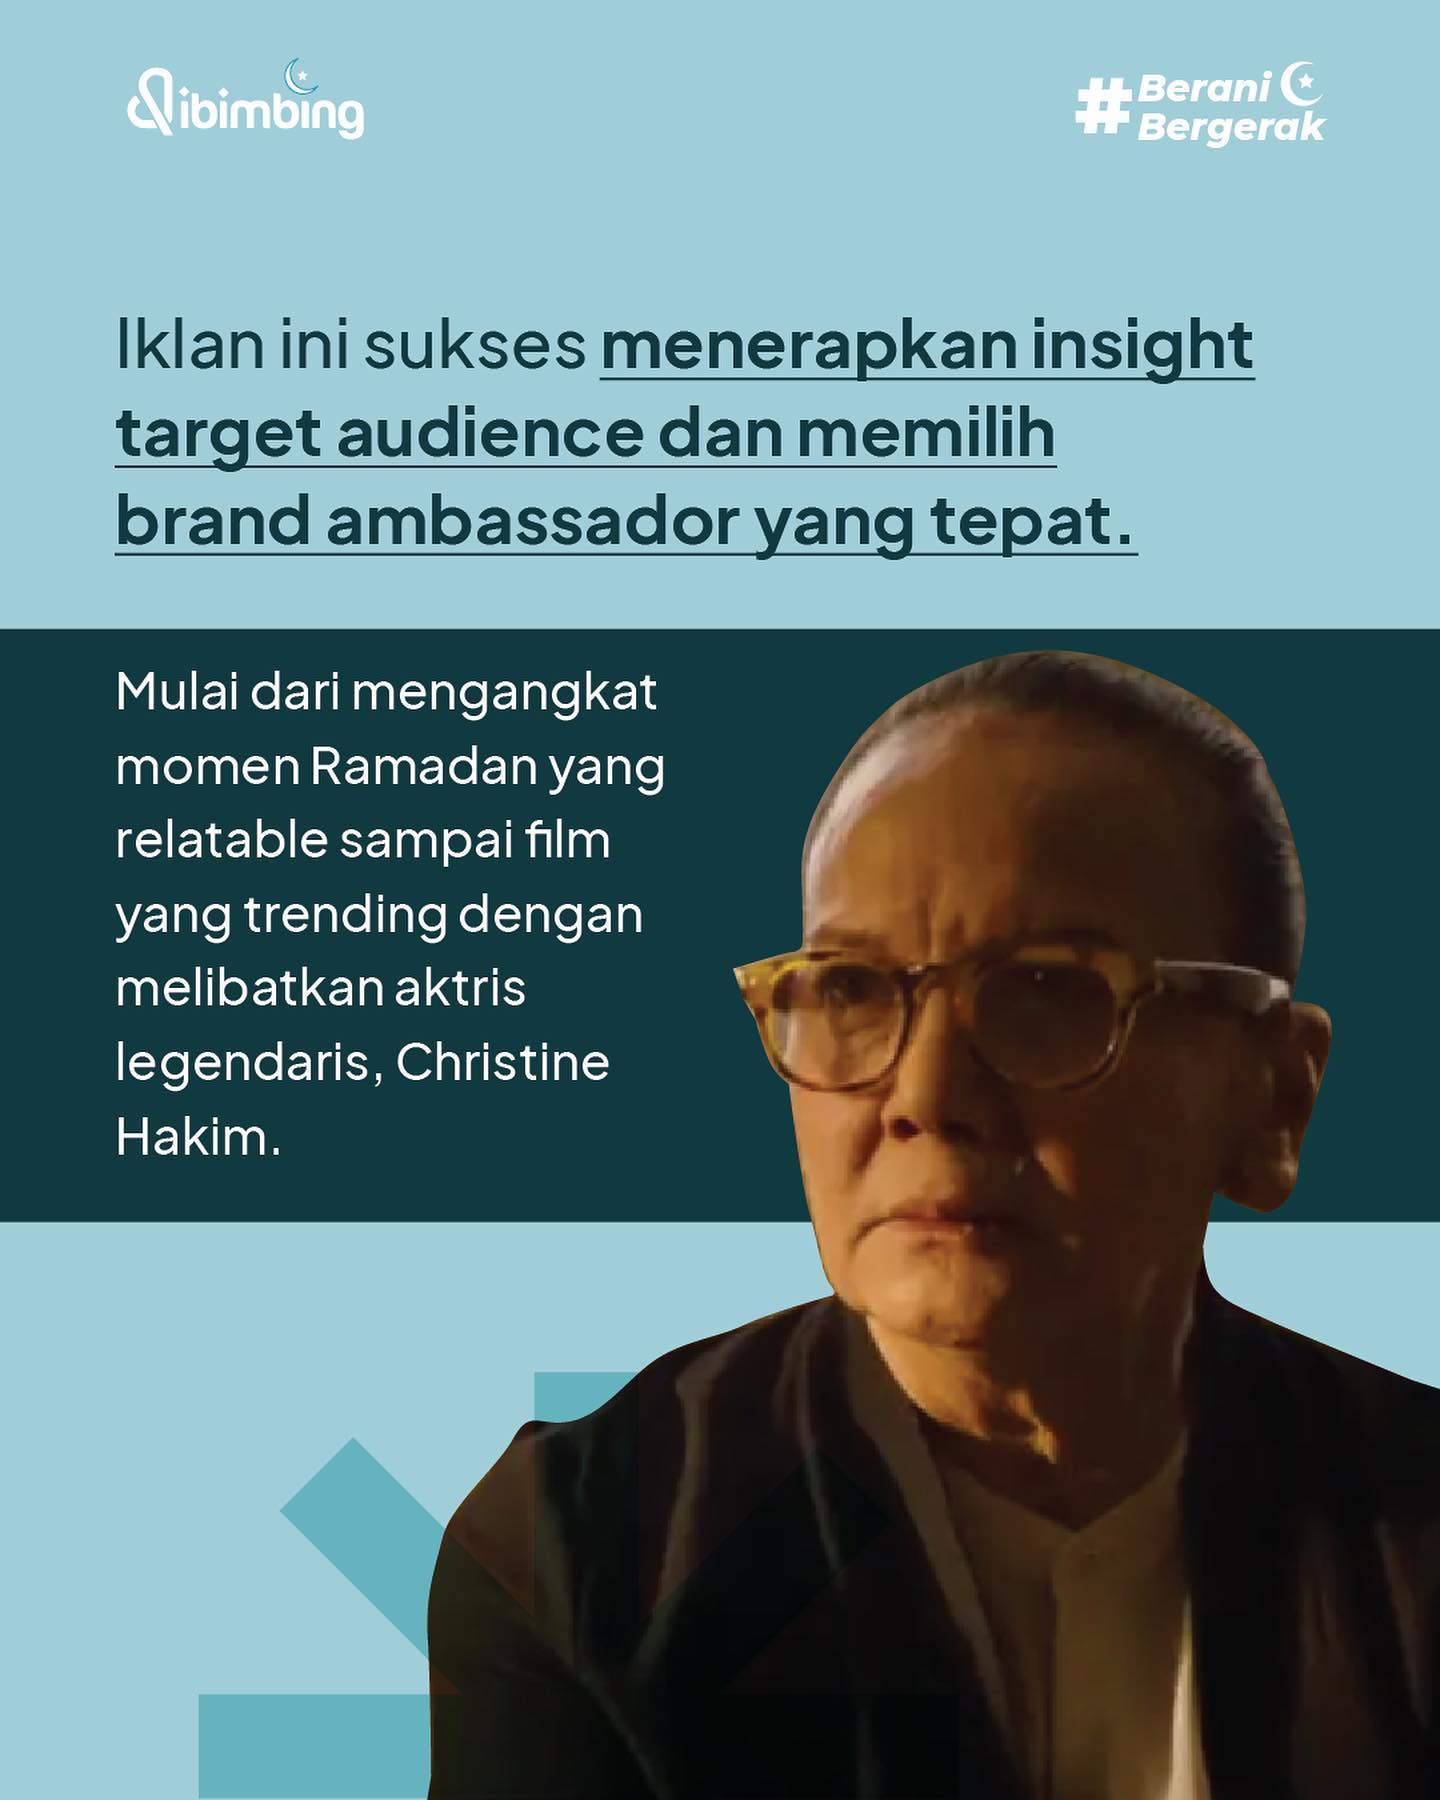 dibimbing
#Berani
Bergerak
Iklan ini sukses menerapkan insight
target audience dan memilih
brand ambassador yang tepat.
Mulai dari mengangkat
momen Ramadan yang
relatable sampai film
yang trending dengan
melibatkan aktris
legendaris, Christine
Hakim.